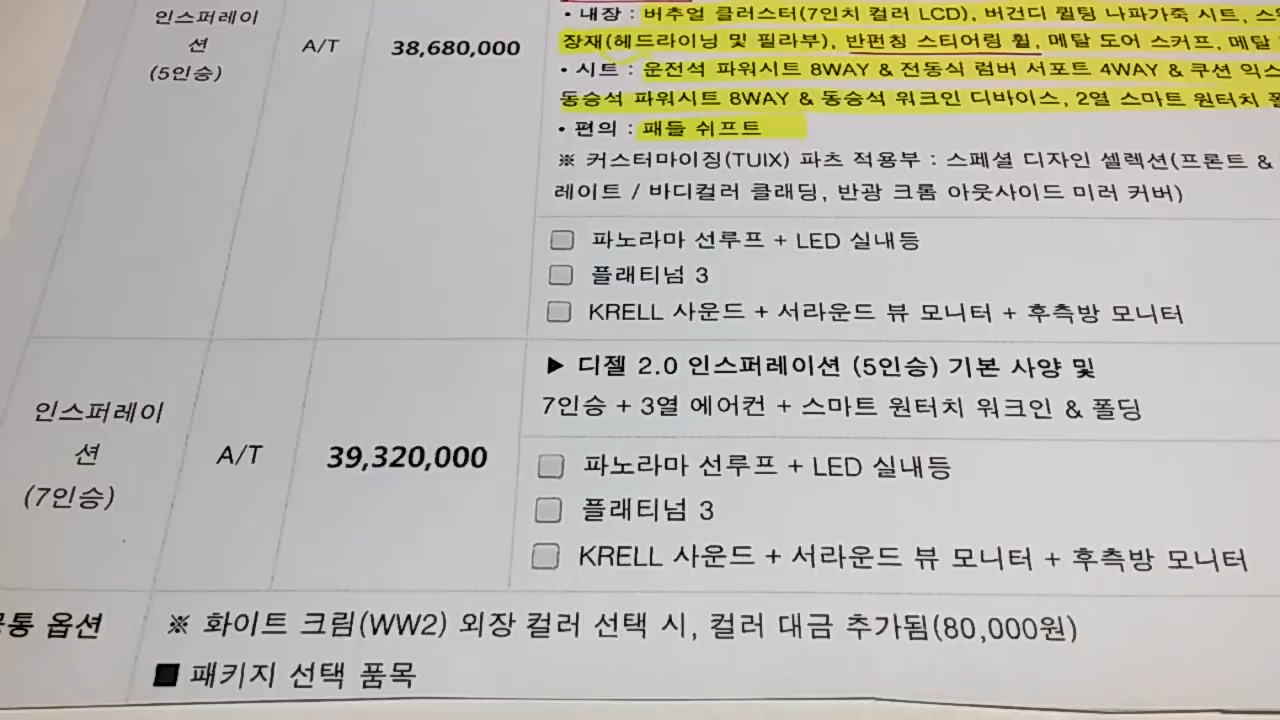 인스퍼레이
션
(5인승)
A/T
38,680,000
• 내장 : 버추얼 클러스터(7인치 컬러 LCD), 버건디 퀼팅 나파가죽 시트,
장재(헤드라이닝 및 필라부), 반펀칭 스티어링 휠, 메탈 도어 스커프, 메탈
• 시트 : 운전석 파워시트 8WAY & 전동식 럼버 서포트 4WAY & 쿠션
동승석 파워시트 8WAY & 동승석 워크인 디바이스, 2열 스마트 원터치
• 편의 : 패들 쉬프트
※ 커스터마이징(TUIX) 파츠 적용부 : 스페셜 디자인 셀렉션(프론트 &
레이트 / 바디컬러 클래딩, 반광 크롬 아웃사이드 미러 커버)
파노라마 선루프 + LED 실내등
플래티넘 3
KRELL 사운드 + 서라운드 뷰 모니터 + 후측방 모니터
인스퍼레이
션
(7인승)
A/T
39,320,000
▶ 디젤 2.0 인스퍼레이션 (5인승) 기본 사양 및
7인승 + 3열 에어컨 + 스마트 원터치 워크인 & 폴딩
파노라마 선루프 + LED 실내등
플래티넘 3
KRELL 사운드 + 서라운드 뷰 모니터 + 후측방 모니터
통 옵션
※ 화이트 크림(WW2) 외장 컬러 선택 시, 컬러 대금 추가됨(80,000원)
■ 패키지 선택 품목